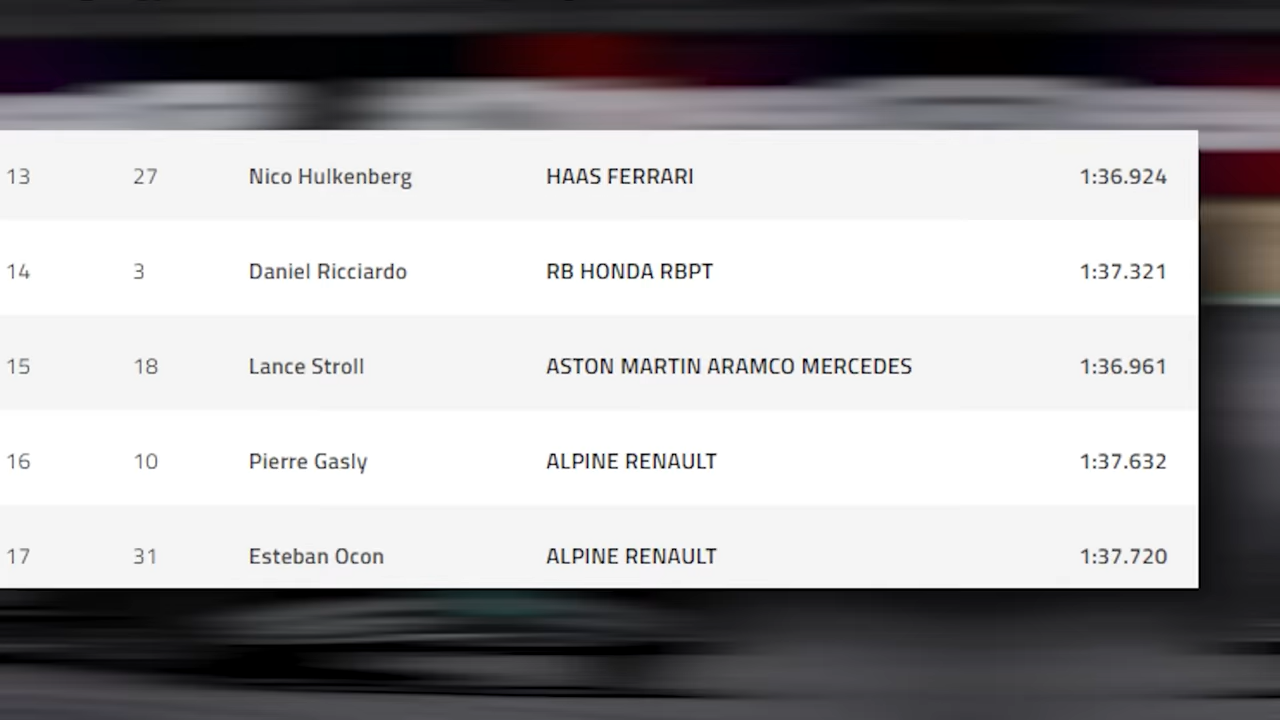 13 27 Nico Hulkenberg HAAS FERRARI 1:36.924
14 3 Daniel Ricciardo RB HONDA RBPT 1:37.321
15 18 Lance Stroll ASTON MARTIN ARAMCO MERCEDES 1:36.961
16 10 Pierre Gasly ALPINE RENAULT 1:37.632
17 31 Esteban Ocon ALPINE RENAULT 1:37.720